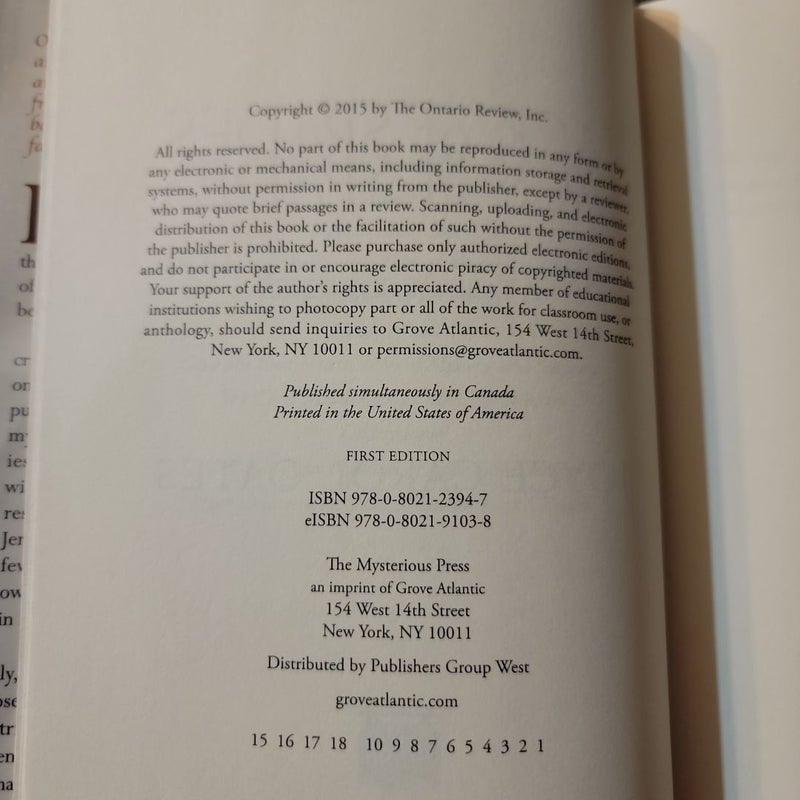 Copyright © 2015 by The Ontario Review, Inc.
All rights reserved. No part of this book may be reproduced in any form or by
any electronic or mechanical means, including information storage and retrieval
systems, without permission in writing from the publisher, except by a reviewer,
who may quote brief passages in a review. Scanning, uploading, and electronic
distribution of this book or the facilitation of such without the permission of
the publisher is prohibited. Please purchase only authorized electronic editions,
and do not participate in or encourage electronic piracy of copyrighted materials.
Your support of the author's rights is appreciated. Any member of educational
institutions wishing to photocopy part or all of the work for classroom use, or
anthology, should send inquiries to Grove Atlantic, 154 West 14th Street,
New York, NY 10011 or permissions@groveatlantic.com.
Published simultaneously in Canada
Printed in the United States of America
FIRST EDITION
ISBN 978-0-8021-2394-7
eISBN 978-0-8021-9103-8
The Mysterious Press
an imprint of Grove Atlantic
154 West 14th Street
New York, NY 10011
Distributed by Publishers Group West
groveatlantic.com
15 16 17 18 10 9 8 7 6 5 4 3 2 1